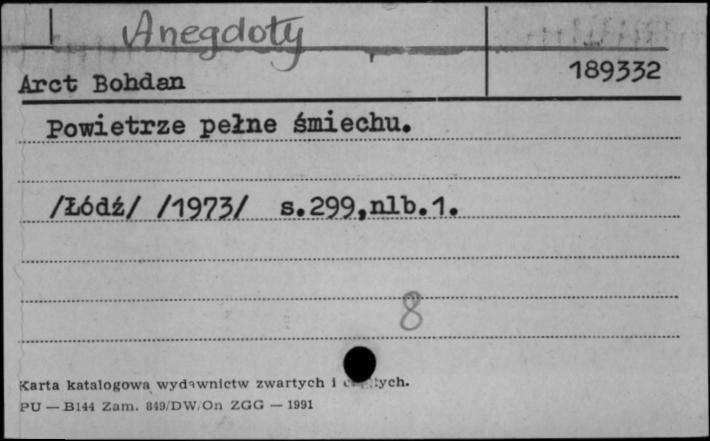 Anegdoty
Arct Bohdan 189332
Powietrze pełne śmiechu.
/Łódź/ /1973/ s.299,nlb.1.
8
Karta katalogowa wydawnictw zwartych i
PU — B144 Zam. 849/DW/On ZGG — 1991